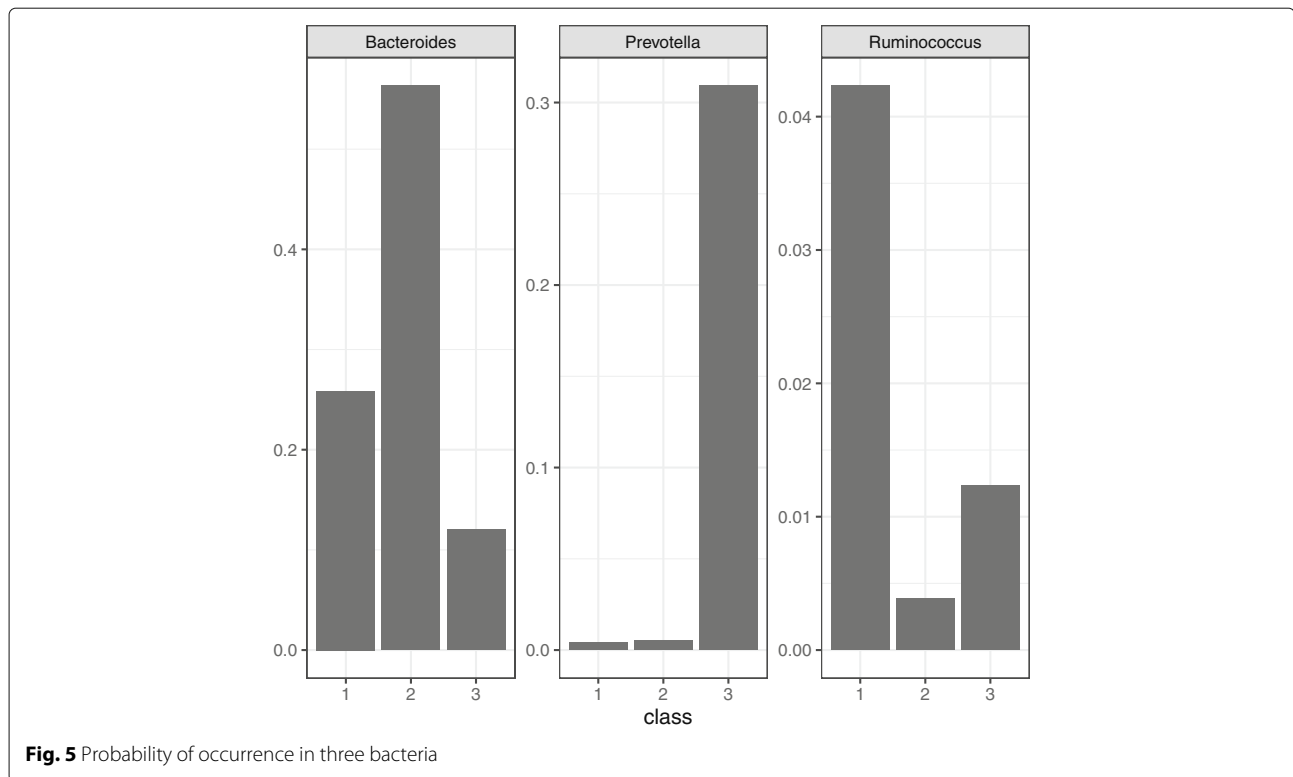 Bacteroides
Prevotella
Ruminococcus
0.4
0.2
0.0
0.3
0.2
0.1
0.0
0.04
0.03
0.02
0.01
0.00
1 2 3
1 2 3
1 2 3
class
Fig. 5 Probability of occurrence in three bacteria